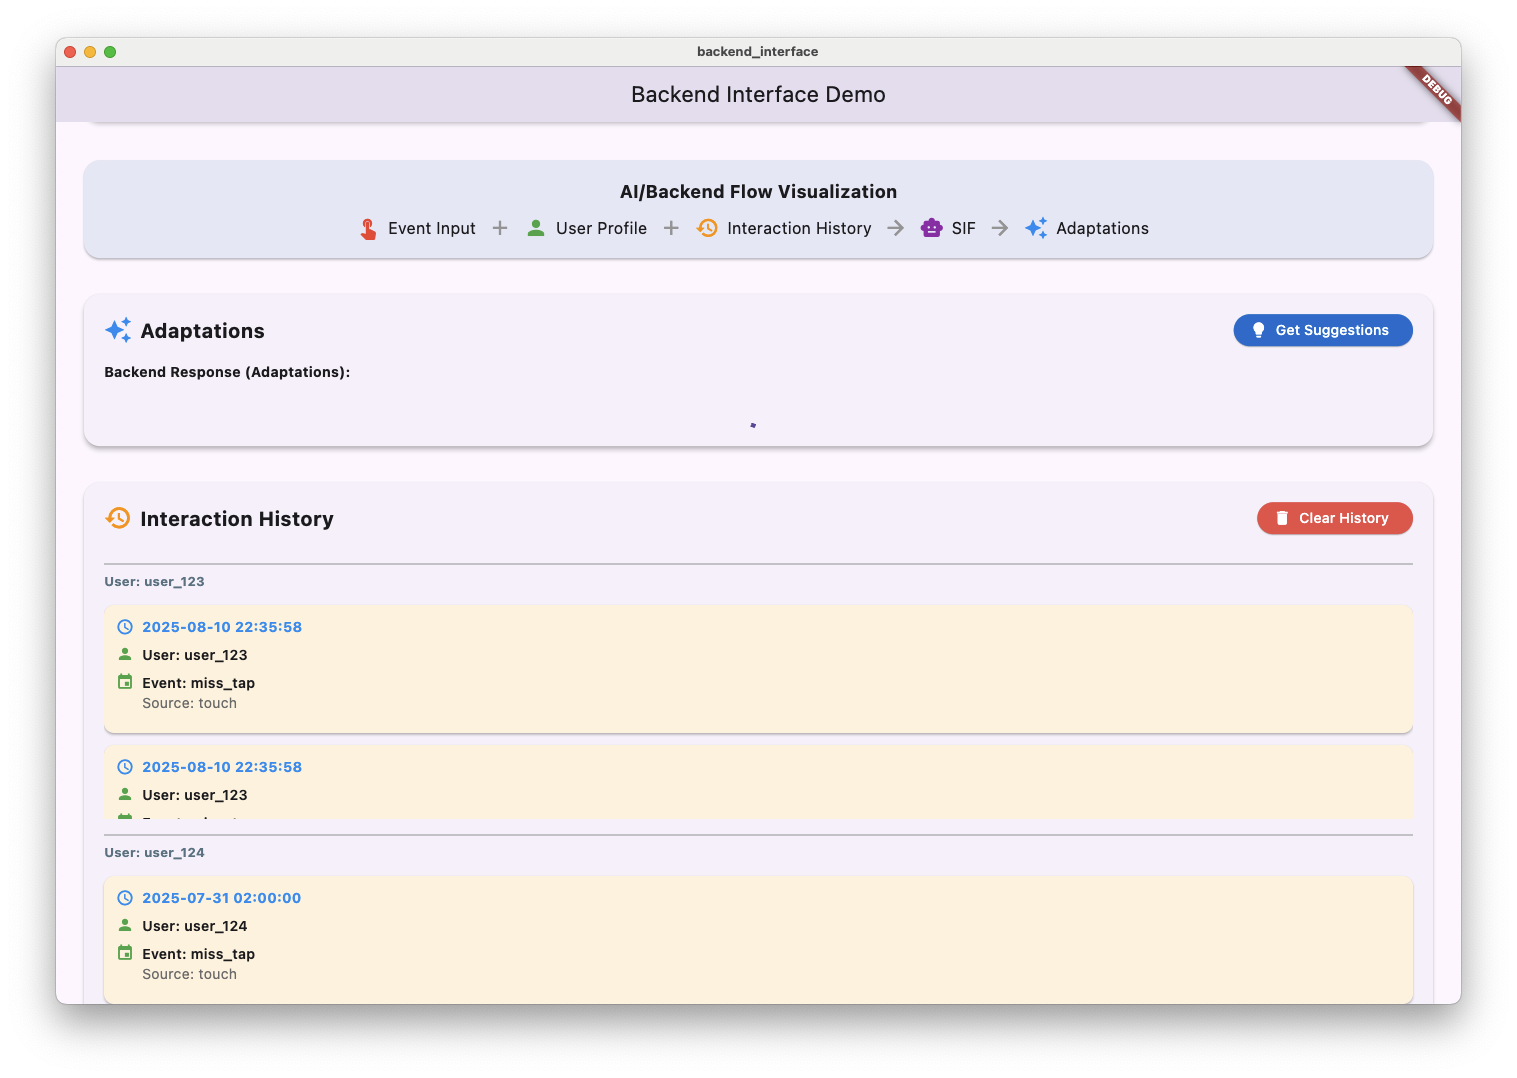 backend_interface
Backend Interface Demo
DEBUG
AI/Backend Flow Visualization
Event Input + User Profile + Interaction History → SIF → Adaptations
Adaptations
Get Suggestions
Backend Response (Adaptations):
Interaction History
Clear History
User: user_123
2025-08-10 22:35:58
User: user_123
Event: miss_tap
Source: touch
2025-08-10 22:35:58
User: user_123
User: user_124
2025-07-31 02:00:00
User: user_124
Event: miss_tap
Source: touch